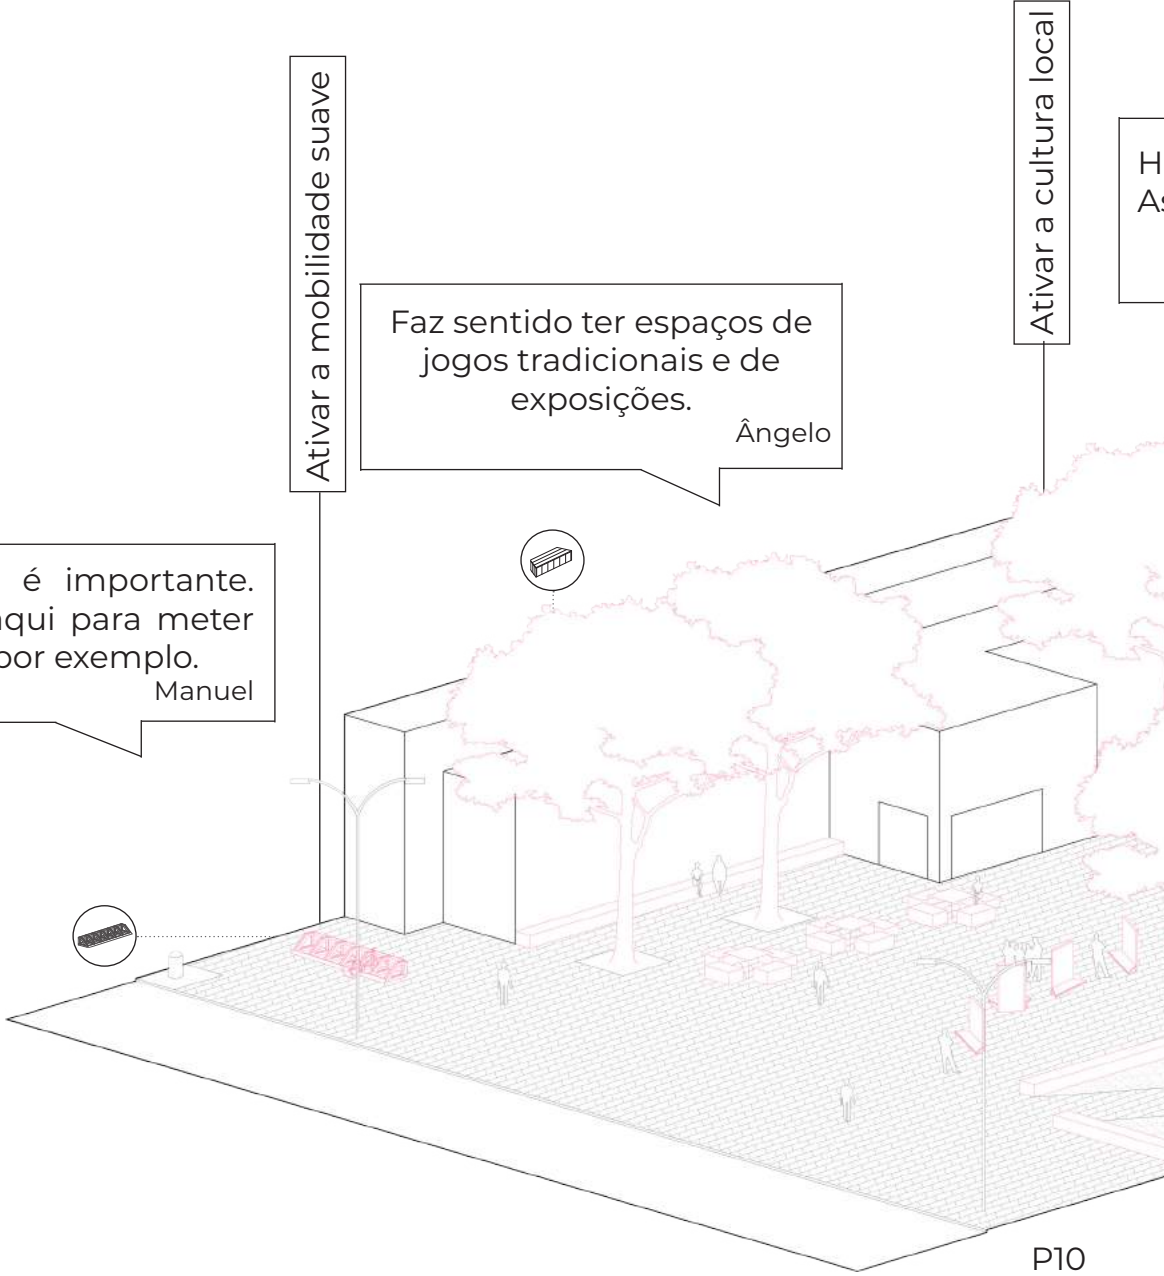 Ativar a mobilidade suave
Ativar a cultura local
H
As
Faz sentido ter espaços de
jogos tradicionais e de
exposições.
Ângelo
é importante.
aqui para meter
por exemplo.
Manuel
P10